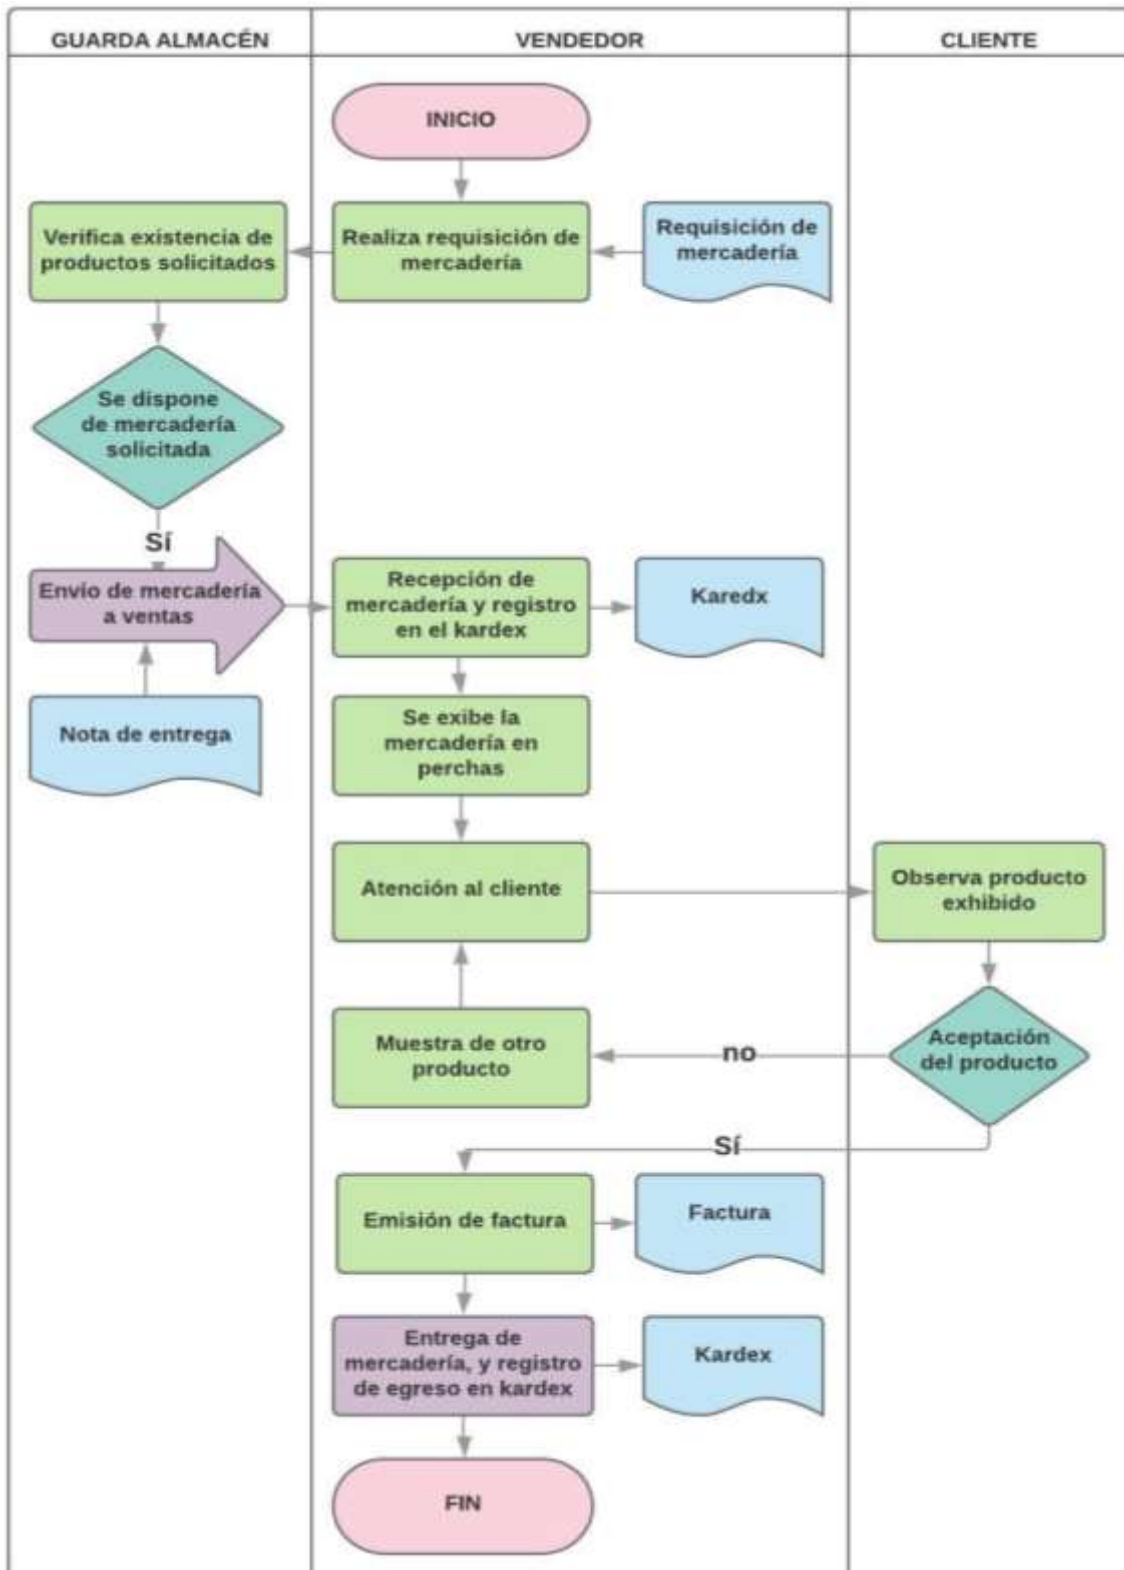 GUARDA ALMACÉN
VENDEDOR
CLIENTE
INICIO
Verifica existencia de
productos solicitados
Realiza requisición de
mercadería
Requisición de
mercadería
Se dispone
de mercadería
solicitada
Sí
Envío de mercadería
a ventas
Recepción de
mercadería y registro
en el kardex
Karedx
Nota de entrega
Se exibe la
mercadería en
perchas
Atención al cliente
Observa producto
exhibido
Muestra de otro
producto
no
Aceptación
del producto
Sí
Emisión de factura
Factura
Entrega de
mercadería, y registro
de egreso en kardex
Kardex
FIN